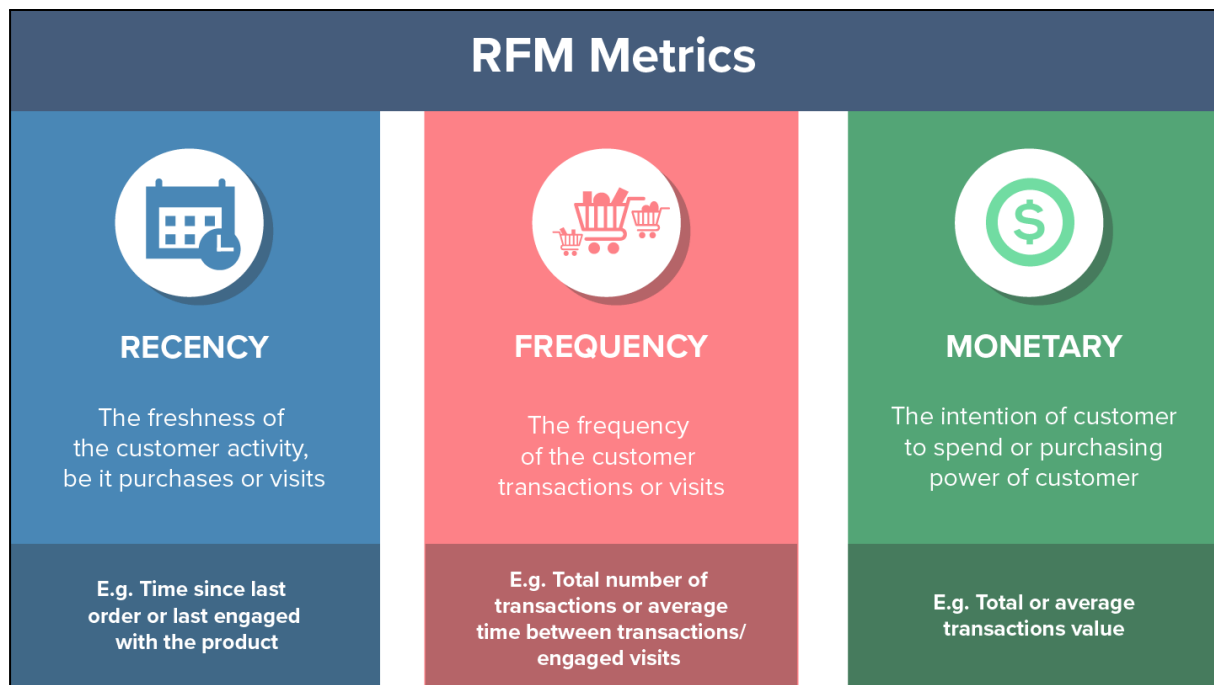 RFM Metrics
RECENCY
The freshness of
the customer activity,
be it purchases or visits
E.g. Time since last
order or last engaged
with the product
FREQUENCY
The frequency
of the customer
transactions or visits
E.g. Total number of
transactions or average
time between transactions/
engaged visits
MONETARY
The intention of customer
to spend or purchasing
power of customer
E.g. Total or average
transactions value